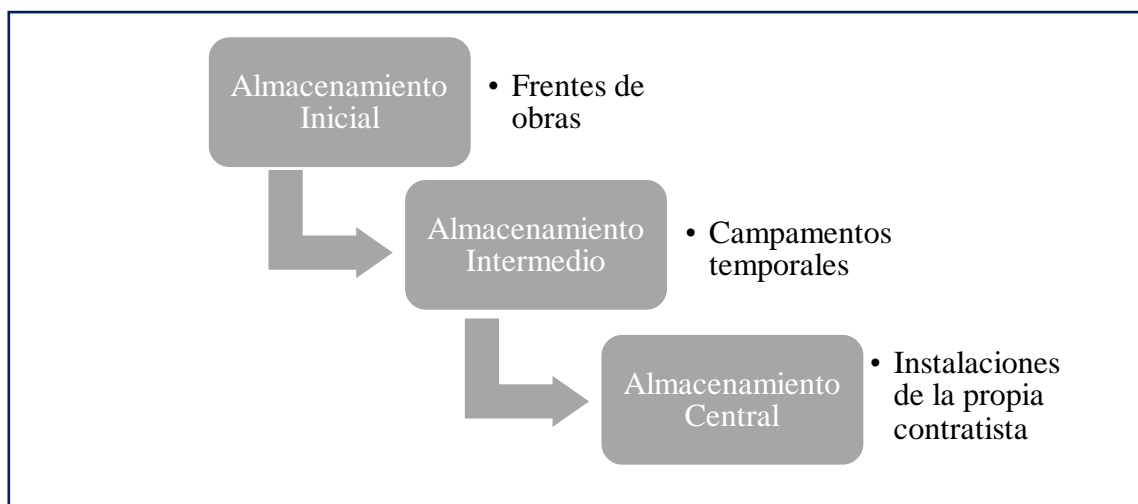 Almacenamiento
Inicial
• Frentes de
obras
Almacenamiento
Intermedio
• Campamentos
temporales
Almacenamiento
Central
• Instalaciones
de la propia
contratista